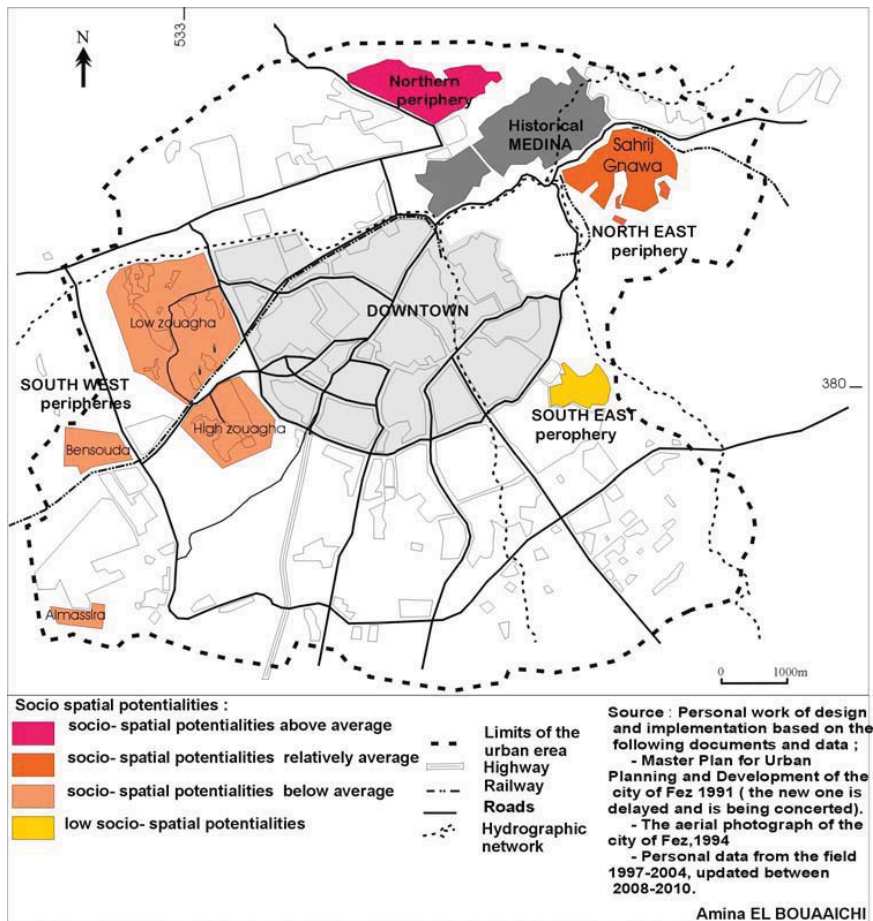 533
N
Northern
periphery
Historical
MEDINA
Sahrij
Gnawa
NORTH EAST
periphery
DOWNTOWN
Low zouagha
SOUTH WEST
peripheries
380
SOUTH EAST
perophery
High zouagha
Bensouda
Almassira
0 1000m
Socio spatial potentialities :
socio- spatial potentialities above average
socio- spatial potentialities relatively average
socio- spatial potentialities below average
low socio- spatial potentialities
Limits of the
urban erea
Highway
Railway
Roads
Hydrographic
network
Source : Personal work of design
and implementation based on the
following documents and data ;
- Master Plan for Urban
Planning and Development of the
city of Fez 1991 ( the new one is
delayed and is being concerted).
- The aerial photograph of the
city of Fez,1994
- Personal data from the field
1997-2004, updated between
2008-2010.
Amina EL BOUAAICHI